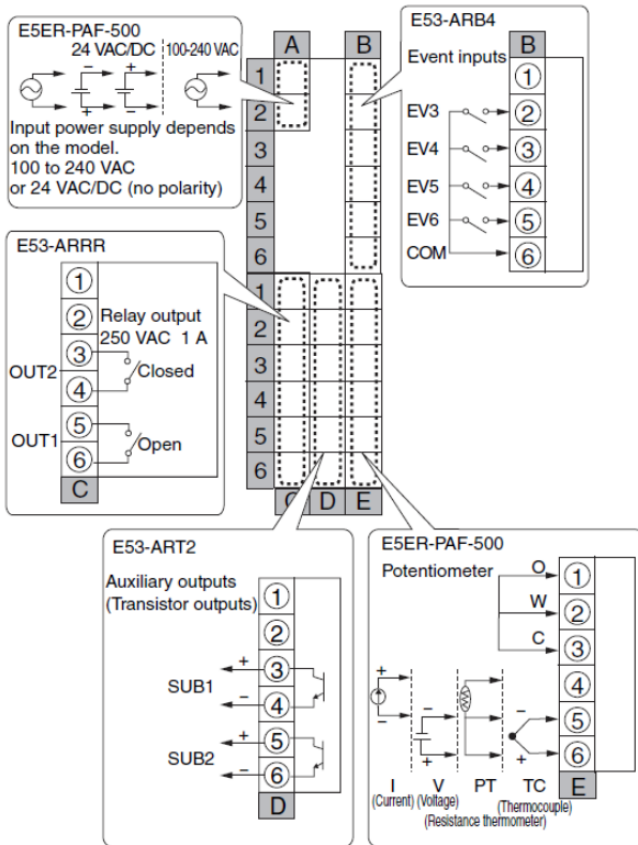 E5ER-PAF-500
24 VAC/DC 100-240 VAC
− +
+ −
Input power supply depends
on the model.
100 to 240 VAC
or 24 VAC/DC (no polarity)
A B
1
2
3
4
5
6
1
2
3
4
5
6
C D E
E53-ARB4
Event inputs
B
1
EV3 2
EV4 3
EV5 4
EV6 5
COM 6
E53-ARRR
1
2
Relay output
250 VAC 1 A
3
OUT2 Closed
4
5
OUT1 Open
6
C
E53-ART2
Auxiliary outputs
(Transistor outputs)
1
2
+ 3
SUB1
− 4
+ 5
SUB2
− 6
D
E5ER-PAF-500
Potentiometer
O 1
W 2
C 3
4
+ − − 5
− + + 6
I V PT TC E
(Current) (Voltage) (Thermocouple)
(Resistance thermometer)